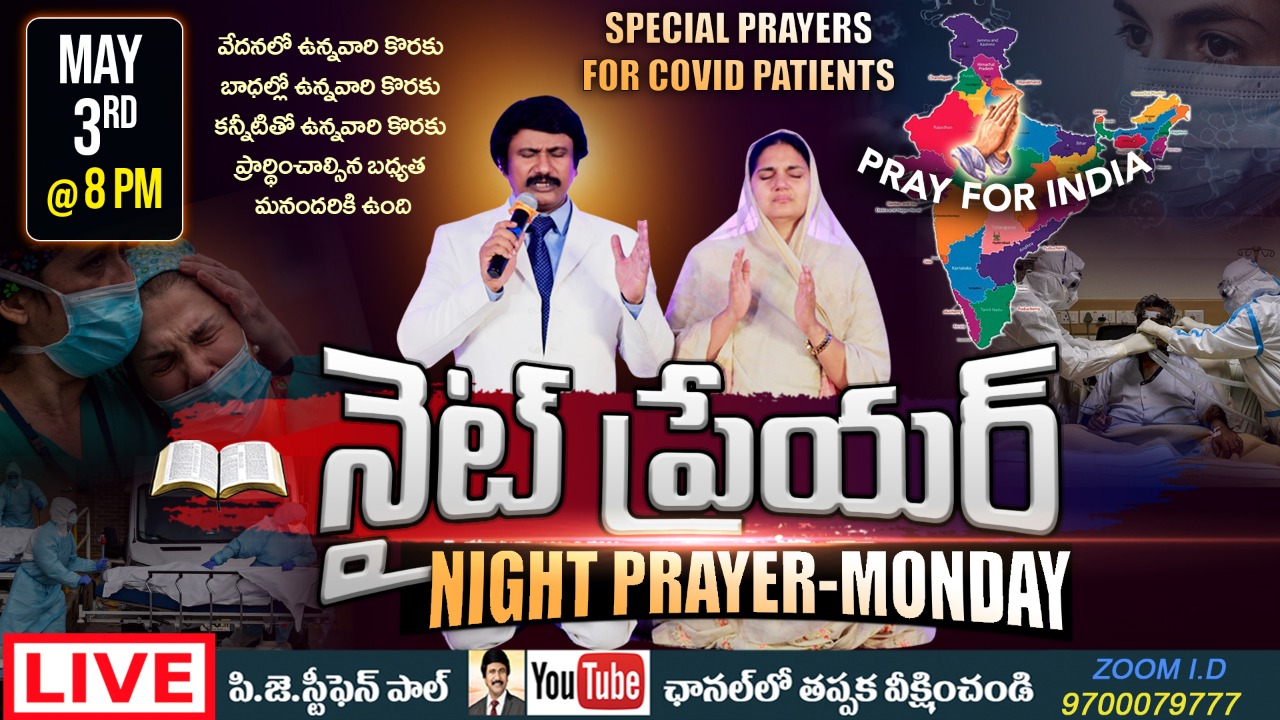 MAY
3RD
@ 8 PM
వేదనలో ఉన్నవారి కొరకు
బాధల్లో ఉన్నవారి కొరకు
కన్నీటితో ఉన్నవారి కొరకు
ప్రార్థించాల్సిన బధ్యత
మనందరికి ఉంది
SPECIAL PRAYERS
FOR COVID PATIENTS
PRAY FOR INDIA
నైట్ ప్రేయర్
NIGHT PRAYER-MONDAY
LIVE
పి.జె.స్టీఫెన్ పాల్ YouTube ఛానల్‌లో తప్పక వీక్షించండి
ZOOM I.D
9700079777